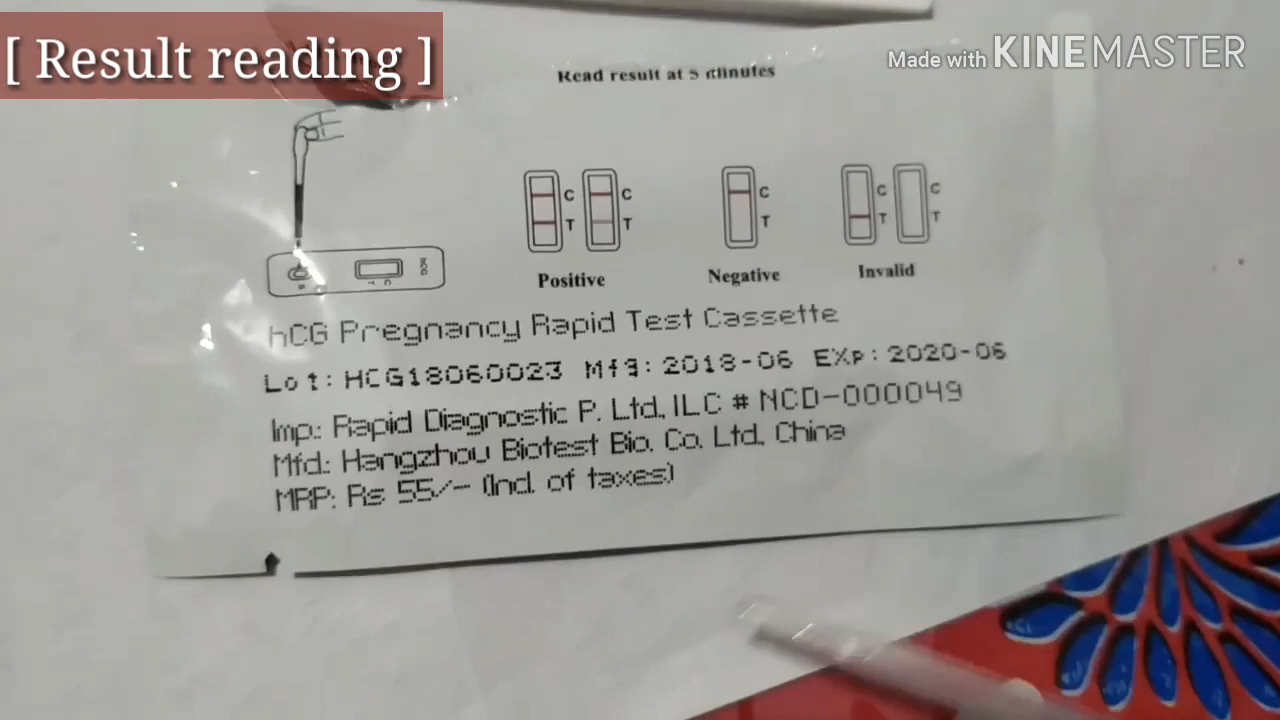 [ Result reading ]
Made with KINEMASTER
Read result at 5 minutes
C C C C C
T T T T T
hCG
S T C
Positive Negative Invalid
hCG Pregnancy Rapid Test Cassette
Lot: HCG18060023 Mfg: 2018-06 EXP: 2020-06
Imp.: Rapid Diagnostic P. Ltd., ILC # NCD-000049
Mfd.: Hangzhou Biotest Bio. Co. Ltd, China
MRP: Rs 55/- (Incl. of taxes)